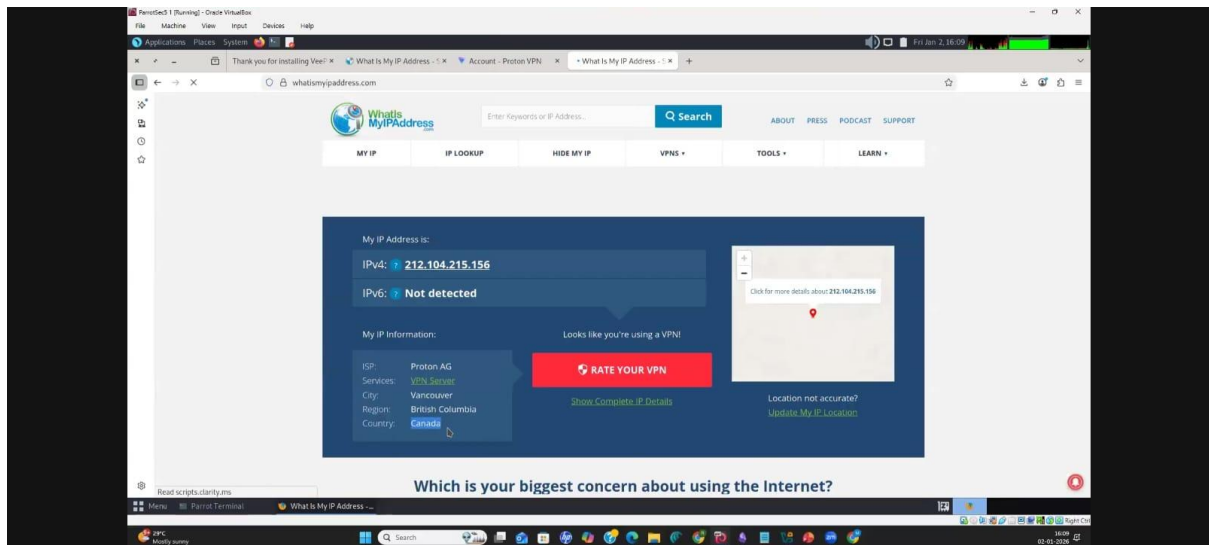 ParrotSec5 1 [Running] - Oracle VirtualBox
File Machine View Input Devices Help
Applications Places System
Fri Jan 2, 16:09
Thank you for installing VeeP × What Is My IP Address - S × Account - Proton VPN × What Is My IP Address - S × +
whatismyipaddress.com
WhatIs
MyIPAddress
.com
Enter Keywords or IP Address...
Search
ABOUT PRESS PODCAST SUPPORT
MY IP IP LOOKUP HIDE MY IP VPNS TOOLS LEARN
My IP Address is:
IPv4: ? 212.104.215.156
IPv6: ? Not detected
+
−
Click for more details about 212.104.215.156
My IP Information:
Looks like you're using a VPN!
ISP: Proton AG
Services: VPN Server
City: Vancouver
Region: British Columbia
Country: Canada
RATE YOUR VPN
Show Complete IP Details
Location not accurate?
Update My IP Location
Which is your biggest concern about using the Internet?
Read scripts.clarity.ms
Menu Parrot Terminal What Is My IP Address -...
Right Ctrl
29°C
Mostly sunny
Search
16:09
02-01-2026